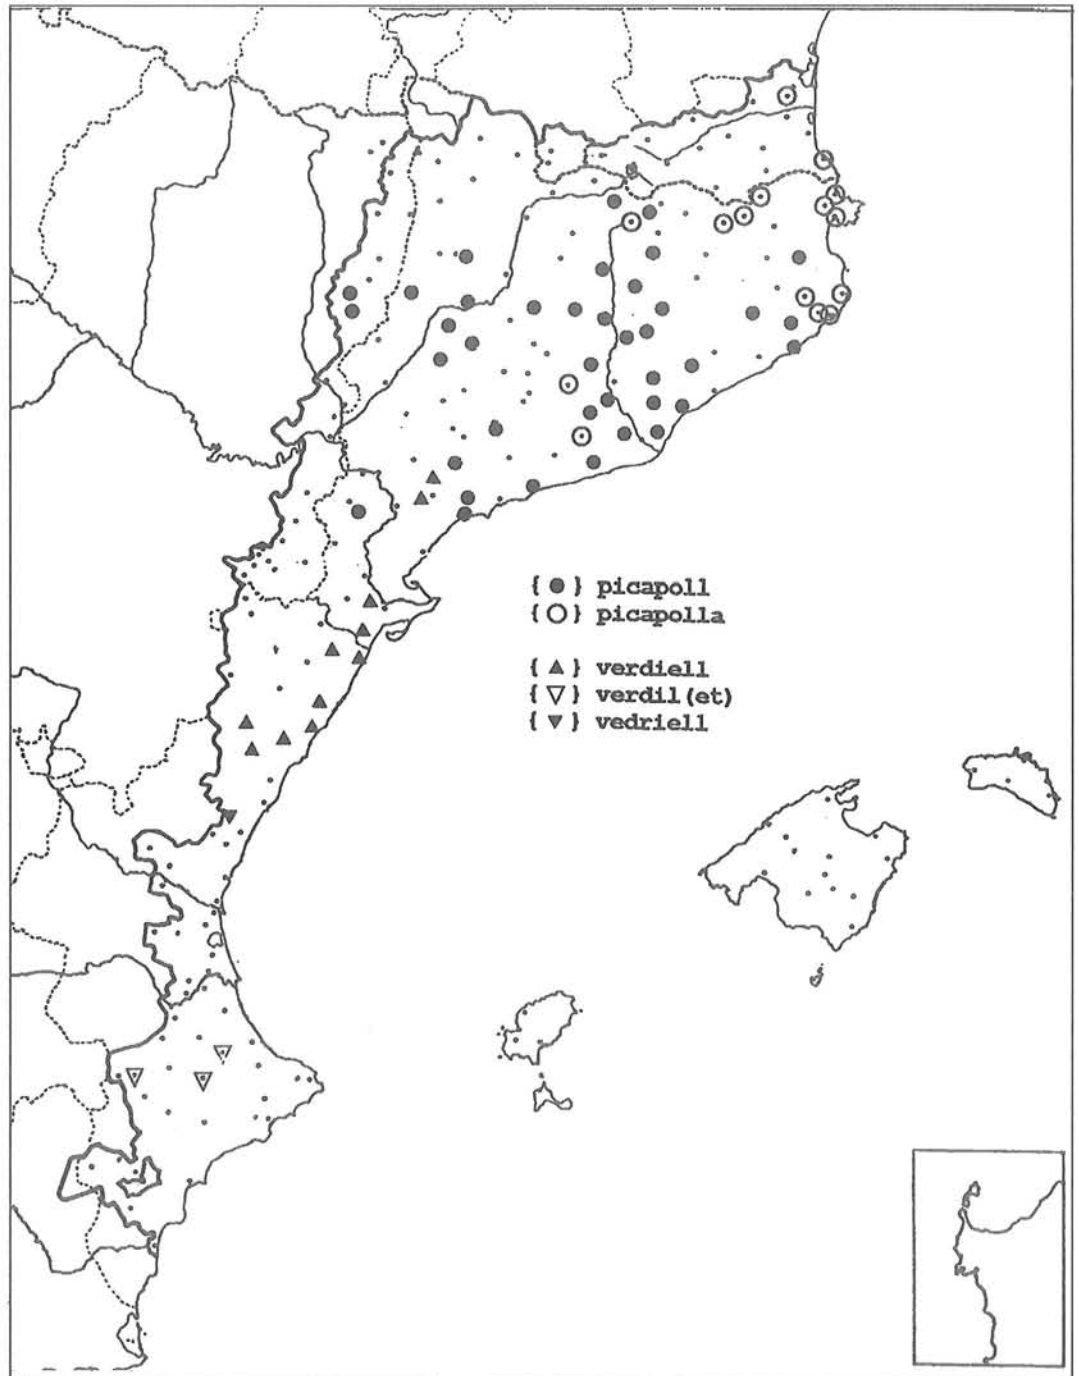 { ● } picapoll
{ ○ } picapolla
{ ▲ } verdiell
{ ▽ } verdil(et)
{ ▼ } vedriell